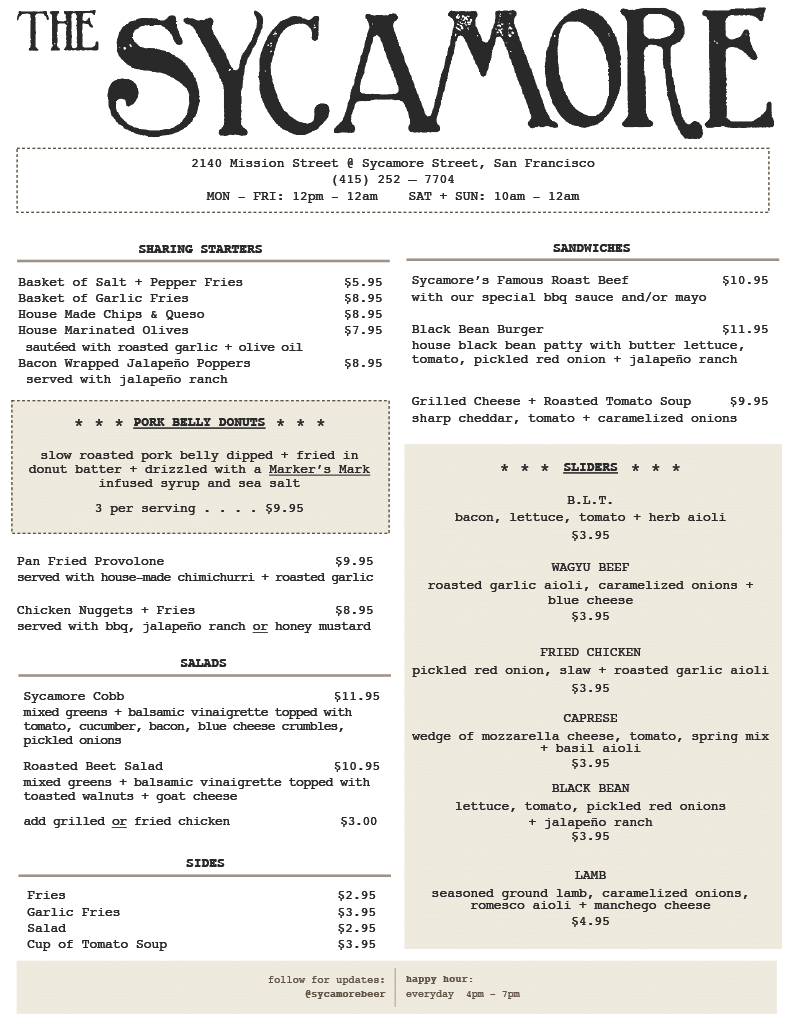 THE SYCAMORE
2140 Mission Street @ Sycamore Street, San Francisco
(415) 252 – 7704
MON – FRI: 12pm – 12am    SAT + SUN: 10am – 12am
SHARING STARTERS
Basket of Salt + Pepper Fries $5.95
Basket of Garlic Fries $8.95
House Made Chips & Queso $8.95
House Marinated Olives $7.95
sautéed with roasted garlic + olive oil
Bacon Wrapped Jalapeño Poppers $8.95
served with jalapeño ranch
* * * PORK BELLY DONUTS * * *
slow roasted pork belly dipped + fried in
donut batter + drizzled with a Marker's Mark
infused syrup and sea salt
3 per serving . . . . $9.95
Pan Fried Provolone $9.95
served with house–made chimichurri + roasted garlic
Chicken Nuggets + Fries $8.95
served with bbq, jalapeño ranch or honey mustard
SALADS
Sycamore Cobb $11.95
mixed greens + balsamic vinaigrette topped with
tomato, cucumber, bacon, blue cheese crumbles,
pickled onions
Roasted Beet Salad $10.95
mixed greens + balsamic vinaigrette topped with
toasted walnuts + goat cheese
add grilled or fried chicken $3.00
SIDES
Fries $2.95
Garlic Fries $3.95
Salad $2.95
Cup of Tomato Soup $3.95
SANDWICHES
Sycamore's Famous Roast Beef $10.95
with our special bbq sauce and/or mayo
Black Bean Burger $11.95
house black bean patty with butter lettuce,
tomato, pickled red onion + jalapeño ranch
Grilled Cheese + Roasted Tomato Soup $9.95
sharp cheddar, tomato + caramelized onions
* * * SLIDERS * * *
B.L.T.
bacon, lettuce, tomato + herb aioli
$3.95
WAGYU BEEF
roasted garlic aioli, caramelized onions +
blue cheese
$3.95
FRIED CHICKEN
pickled red onion, slaw + roasted garlic aioli
$3.95
CAPRESE
wedge of mozzarella cheese, tomato, spring mix
+ basil aioli
$3.95
BLACK BEAN
lettuce, tomato, pickled red onions
+ jalapeño ranch
$3.95
LAMB
seasoned ground lamb, caramelized onions,
romesco aioli + manchego cheese
$4.95
follow for updates:
@sycamorebeer
happy hour:
everyday  4pm – 7pm